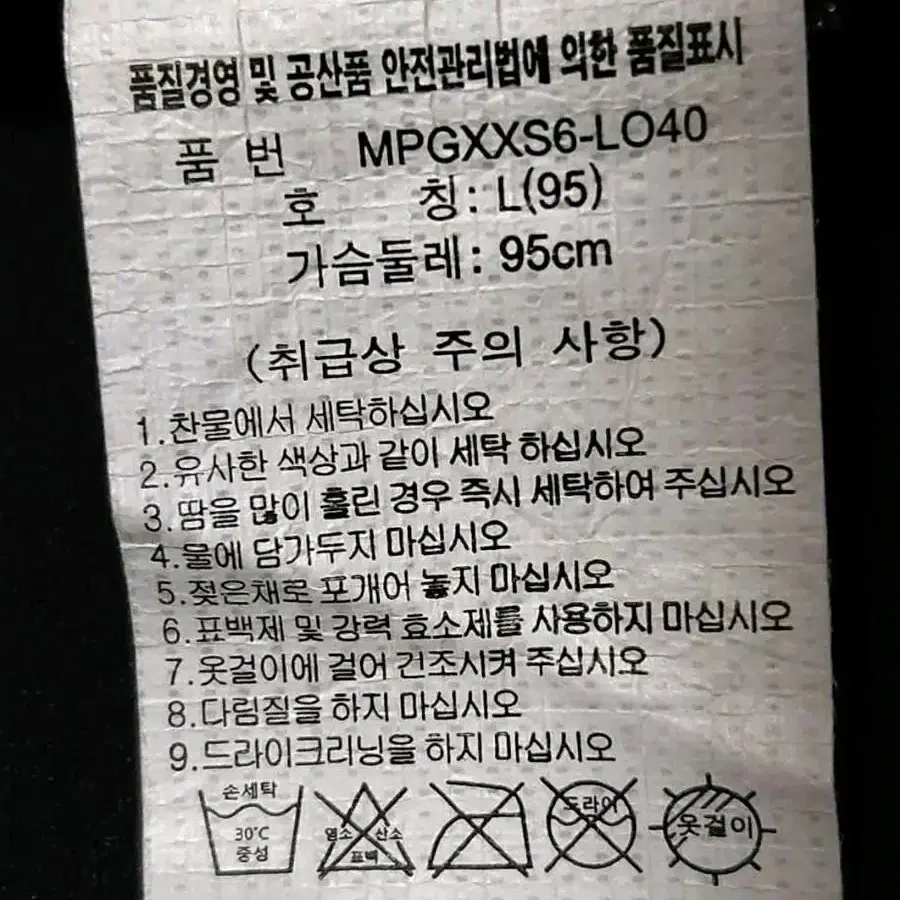 품질경영 및 공산품 안전관리법에 의한 품질표시
품 번 MPGXXS6-LO40
호 칭: L(95)
가슴둘레: 95cm
(취급상 주의 사항)
1.찬물에서 세탁하십시오
2.유사한 색상과 같이 세탁 하십시오
3.땀을 많이 흘린 경우 즉시 세탁하여 주십시오
4.물에 담가두지 마십시오
5.젖은채로 포개어 놓지 마십시오
6.표백제 및 강력 효소제를 사용하지 마십시오
7.옷걸이에 걸어 건조시켜 주십시오
8.다림질을 하지 마십시오
9.드라이크리닝을 하지 마십시오
손세탁
30℃
중성
염소 산소
표백
드라이
옷걸이